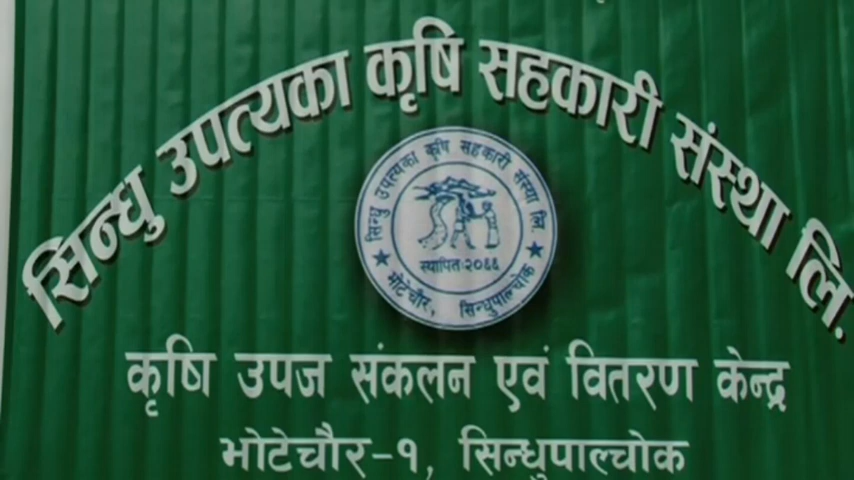 सिन्धु उपत्यका कृषि सहकारी संस्था लि.
सिन्धु उपत्यका कृषि सहकारी संस्था लि.
स्थापित:२०६६
भोटेचौर, सिन्धुपाल्चोक
कृषि उपज संकलन एवं वितरण केन्द्र
भोटेचौर-१, सिन्धुपाल्चोक